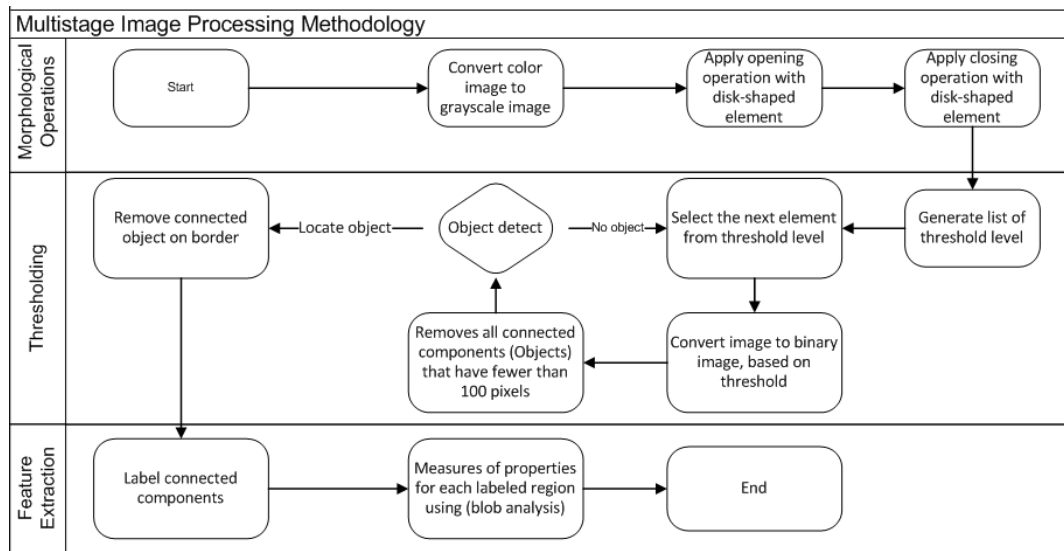 Multistage Image Processing Methodology
Morphological
Operations
Start
Convert color
image to
grayscale image
Apply opening
operation with
disk-shaped
element
Apply closing
operation with
disk-shaped
element
Thresholding
Remove connected
object on border
Locate object
Object detect
No object
Select the next element
from threshold level
Generate list of
threshold level
Removes all connected
components (Objects)
that have fewer than
100 pixels
Convert image to binary
image, based on
threshold
Feature
Extraction
Label connected
components
Measures of properties
for each labeled region
using (blob analysis)
End